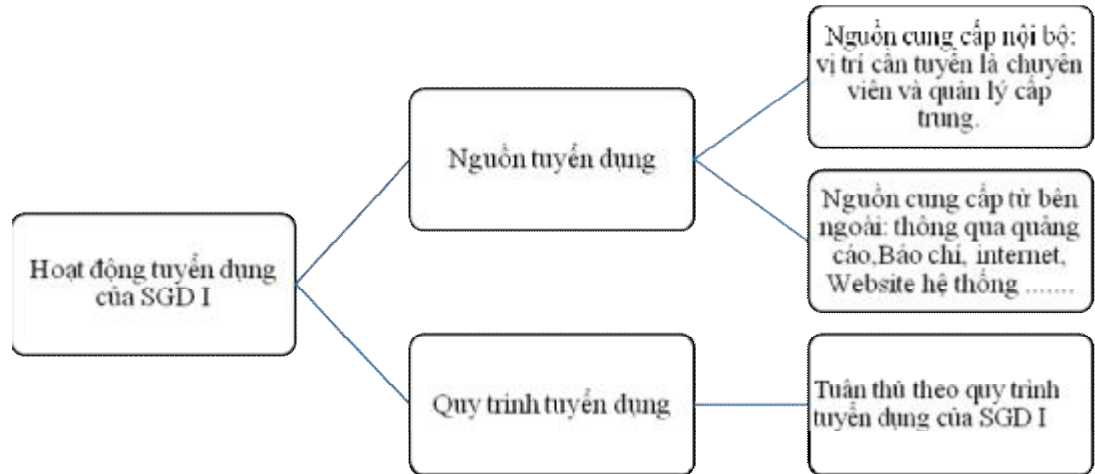 Hoạt động tuyển dụng
của SGD I
Nguồn tuyển dụng
Nguồn cung cấp nội bộ:
vị trí cần tuyển là chuyên
viên và quản lý cấp
trung.
Nguồn cung cấp từ bên
ngoài: thông qua quảng
cáo,Báo chí, internet,
Website hệ thống .......
Quy trình tuyển dụng
Tuân thủ theo quy trình
tuyển dụng của SGD I